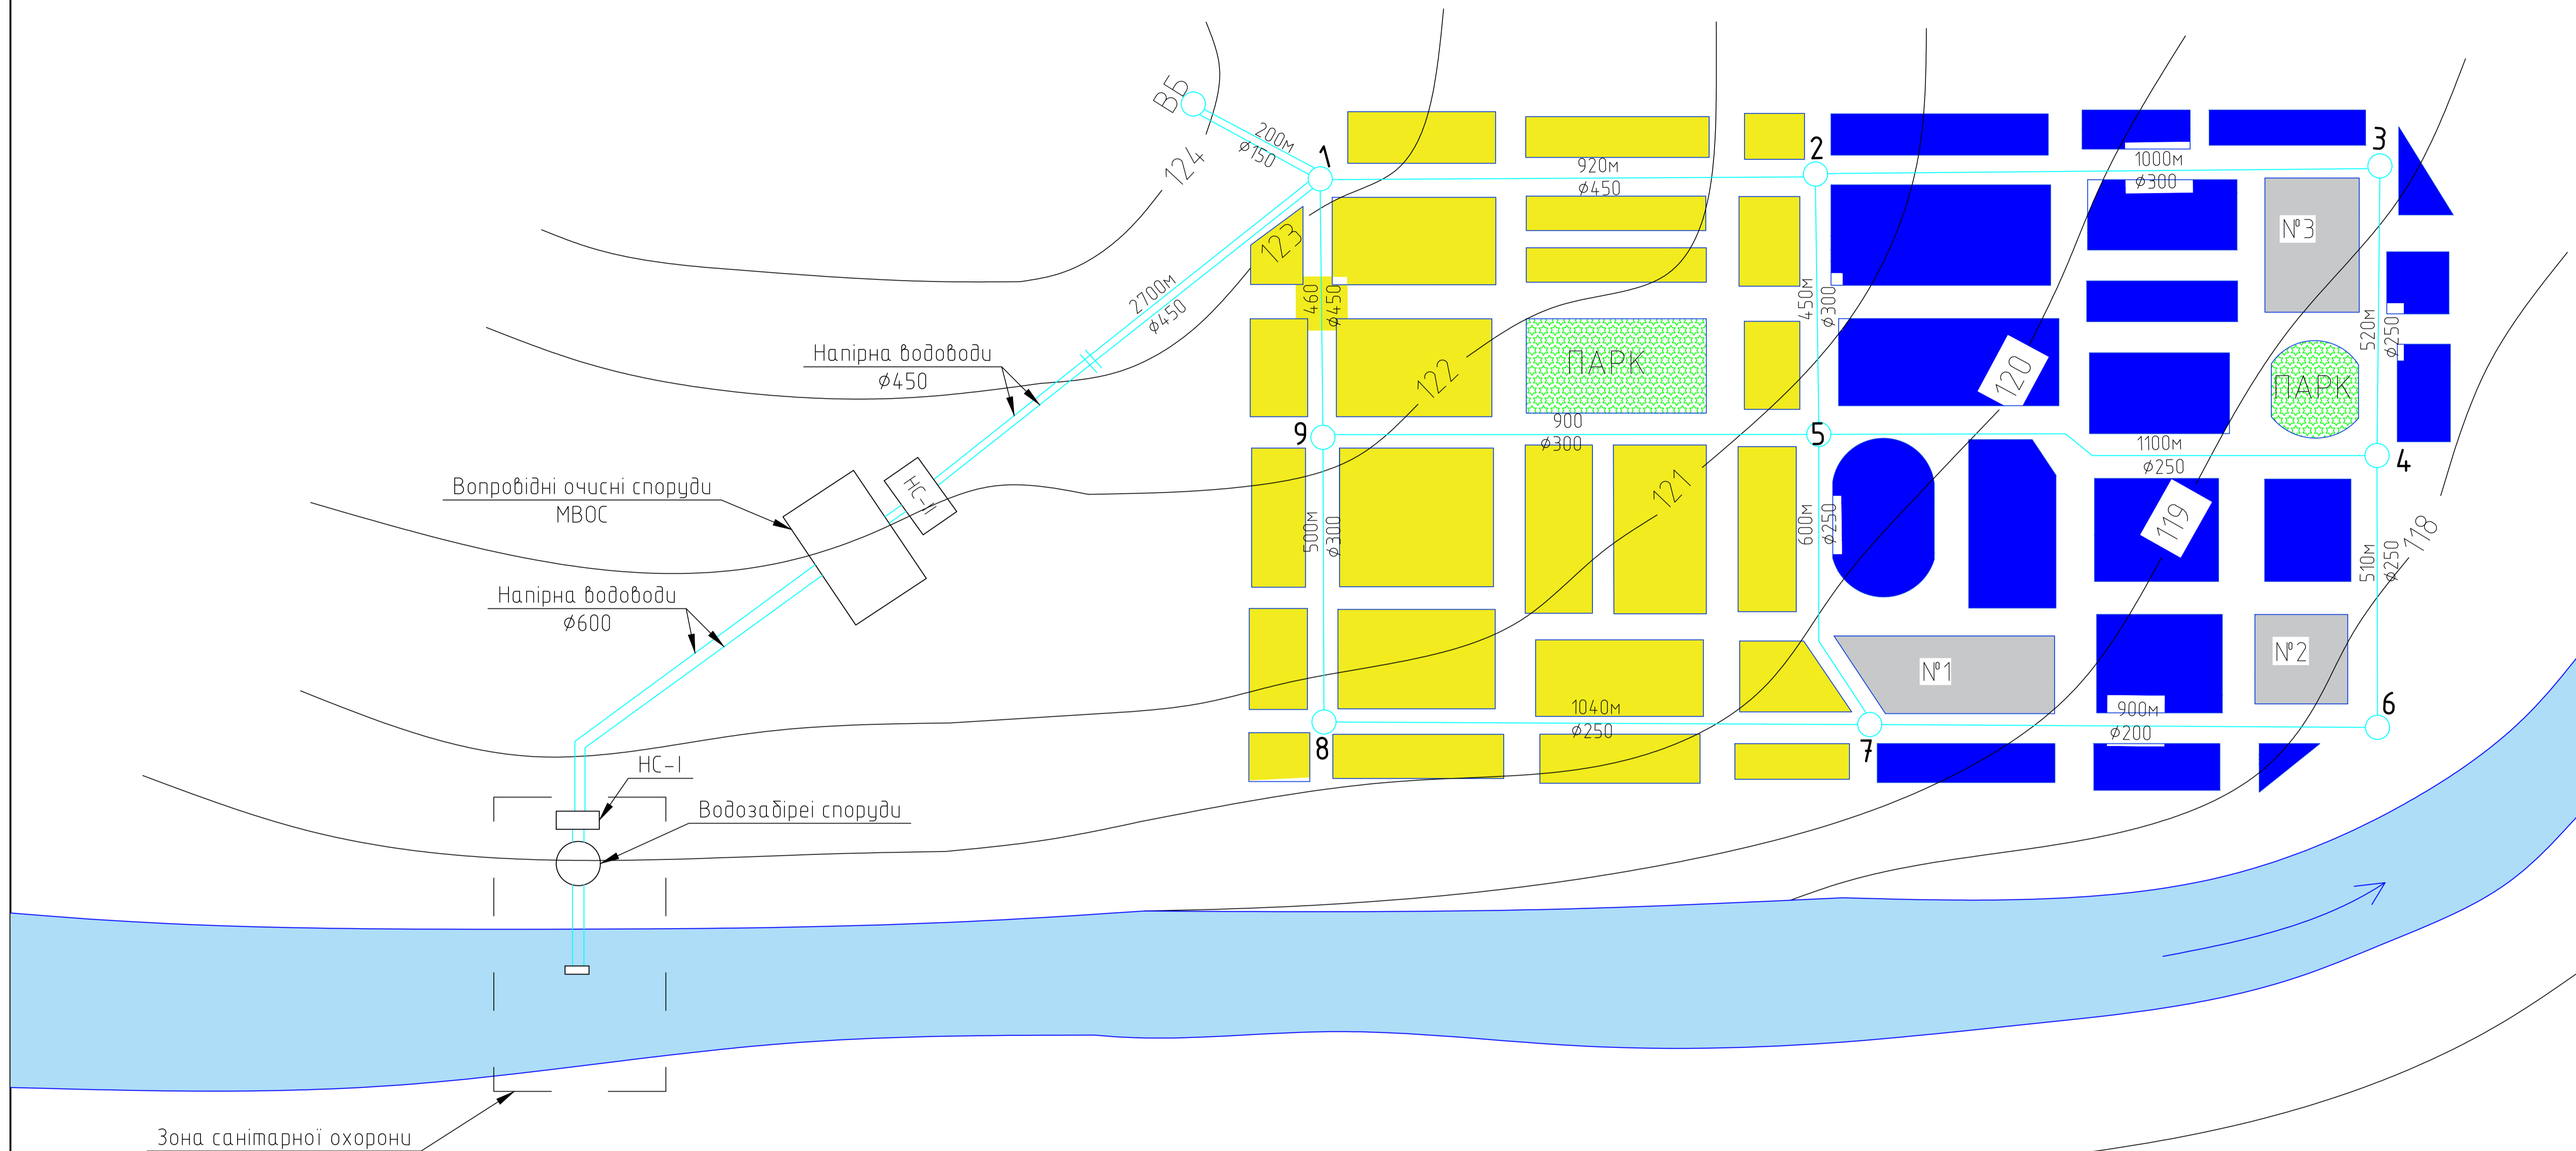 ВБ
200м
ø150
124
1
920м
ø450
2
1000м
ø300
3
123
№3
2700м
ø450
460
ø450
450м
ø300
520м
ø250
Напірна водоводи
ø450
122
ПАРК
120
ПАРК
9
900
ø300
5
1100м
ø250
4
Вопровідні очисні споруди
МВОС
НС-ІІ
121
119
118
500м
ø300
600м
ø250
510м
ø250
Напірна водоводи
ø600
№1
№2
8
1040м
ø250
7
900м
ø200
6
НС-І
Водозабіреі споруди
Зона санітарної охорони